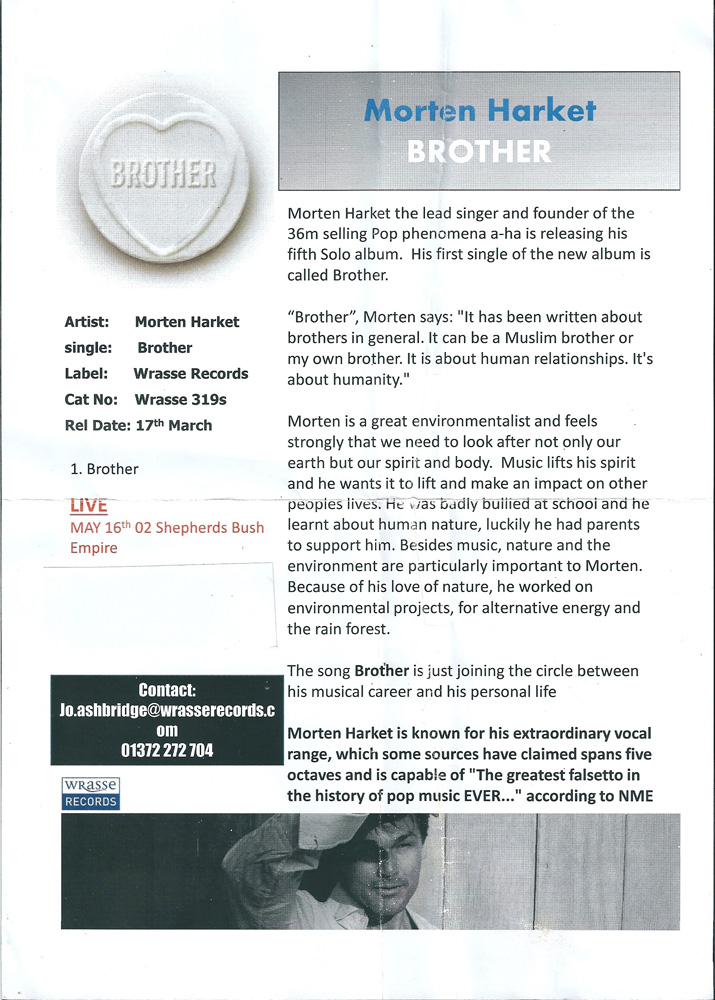 Morten Harket
BROTHER
BROTHER
Morten Harket the lead singer and founder of the
36m selling Pop phenomena a-ha is releasing his
fifth Solo album. His first single of the new album is
called Brother.
“Brother”, Morten says: "It has been written about
brothers in general. It can be a Muslim brother or
my own brother. It is about human relationships. It's
about humanity."
Morten is a great environmentalist and feels
strongly that we need to look after not only our
earth but our spirit and body. Music lifts his spirit
and he wants it to lift and make an impact on other
peoples lives. He was badly bullied at school and he
learnt about human nature, luckily he had parents
to support him. Besides music, nature and the
environment are particularly important to Morten.
Because of his love of nature, he worked on
environmental projects, for alternative energy and
the rain forest.
The song Brother is just joining the circle between
his musical career and his personal life
Morten Harket is known for his extraordinary vocal
range, which some sources have claimed spans five
octaves and is capable of "The greatest falsetto in
the history of pop music EVER..." according to NME
Artist: Morten Harket
single: Brother
Label: Wrasse Records
Cat No: Wrasse 319s
Rel Date: 17th March
1. Brother
LIVE
MAY 16th 02 Shepherds Bush
Empire
Contact:
Jo.ashbridge@wrasserecords.c
om
01372 272 704
wrasse
RECORDS